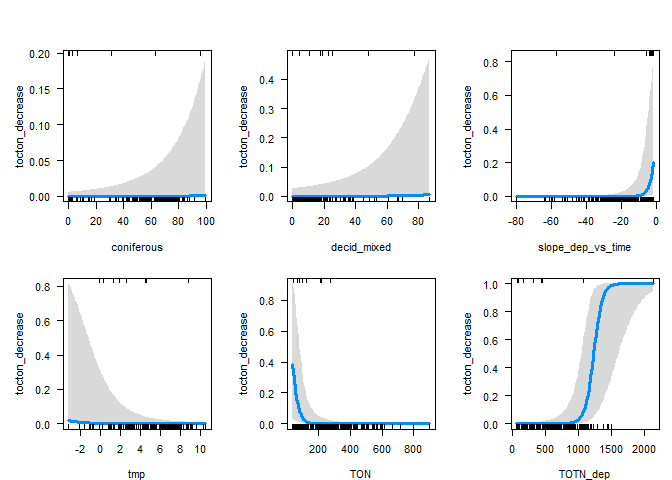 tocton_decrease
0.20
0.15
0.10
0.05
0.00
0 20 40 60 80 100
coniferous
tocton_decrease
0.4
0.3
0.2
0.1
0.0
0 20 40 60 80
decid_mixed
tocton_decrease
0.8
0.6
0.4
0.2
0.0
-80 -60 -40 -20 0
slope_dep_vs_time
tocton_decrease
0.8
0.6
0.4
0.2
0.0
-2 0 2 4 6 8 10
tmp
tocton_decrease
0.8
0.6
0.4
0.2
0.0
200 400 600 800
TON
tocton_decrease
1.0
0.8
0.6
0.4
0.2
0.0
0 500 1000 1500 2000
TOTN_dep